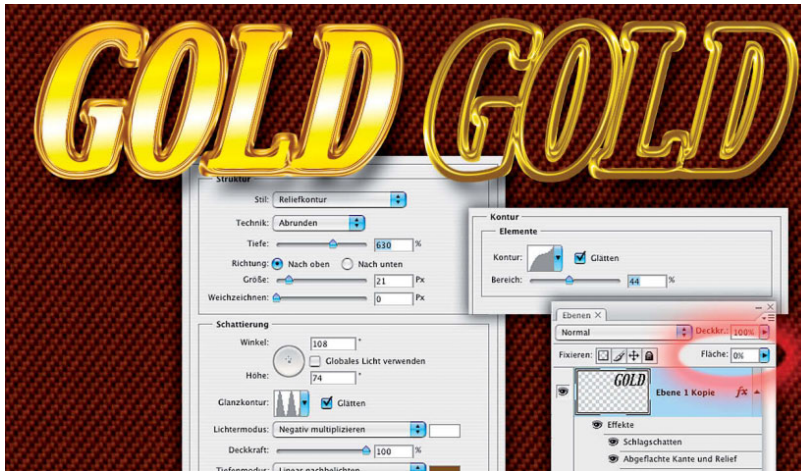 GOLD GOLD
Struktur
Stil: Reliefkontur
Technik: Abrunden
Tiefe: 630 %
Richtung: Nach oben Nach unten
Größe: 21 Px
Weichzeichnen: 0 Px
Schattierung
Winkel: 108 °
Globales Licht verwenden
Höhe: 74 °
Glanzkontur: Glätten
Lichtermodus: Negativ multiplizieren
Deckkraft: 100 %
Tiefenmodus: Linear nachbelichten
Kontur
Elemente
Kontur: Glätten
Bereich: 44 %
Ebenen X
Normal Deckkr.: 100%
Fixieren: Fläche: 0%
GOLD
Ebene 1 Kopie fx
Effekte
Schlagschatten
Abgeflachte Kante und Relief